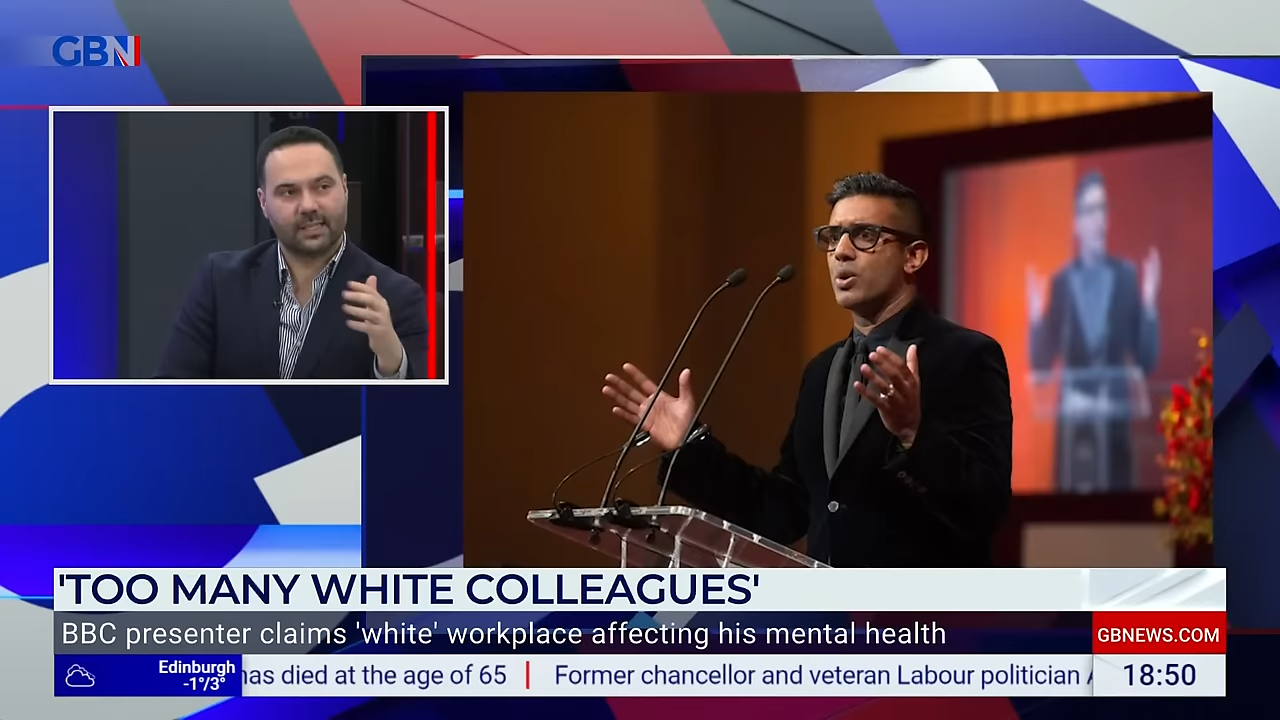 GBN
'TOO MANY WHITE COLLEAGUES'
BBC presenter claims 'white' workplace affecting his mental health
GBNEWS.COM
Edinburgh
-1°/3°
has died at the age of 65 | Former chancellor and veteran Labour politician
18:50